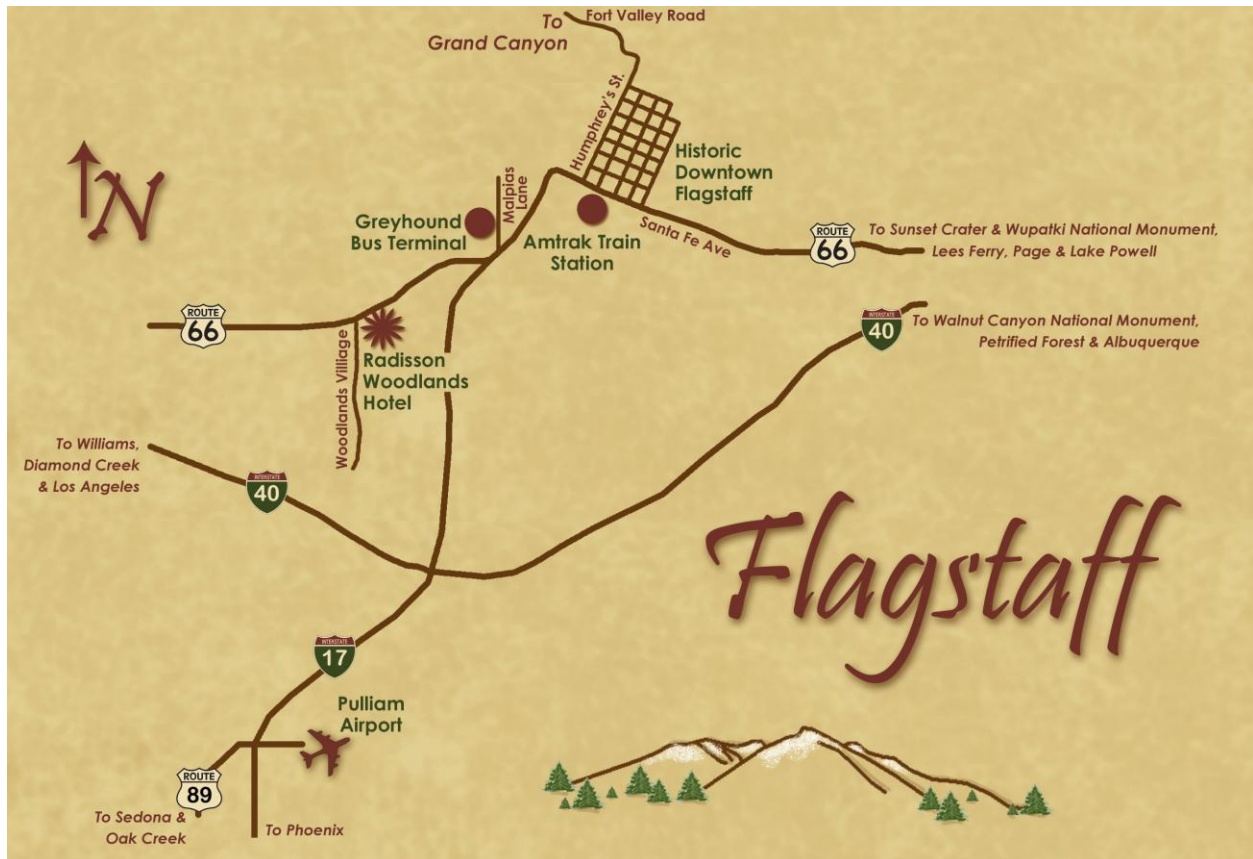 To
Grand Canyon
Fort Valley Road
Humphrey's St.
Historic
Downtown
Flagstaff
N
Malpias
Lane
Greyhound
Bus Terminal
Amtrak Train
Station
Santa Fe Ave
ROUTE
66
To Sunset Crater & Wupatki National Monument,
Lees Ferry, Page & Lake Powell
ROUTE
66
INTERSTATE
40
To Walnut Canyon National Monument,
Petrified Forest & Albuquerque
Radisson
Woodlands
Hotel
Woodlands Villiage
To Williams,
Diamond Creek
& Los Angeles
INTERSTATE
40
Flagstaff
INTERSTATE
17
Pulliam
Airport
ROUTE
89
To Sedona &
Oak Creek
To Phoenix